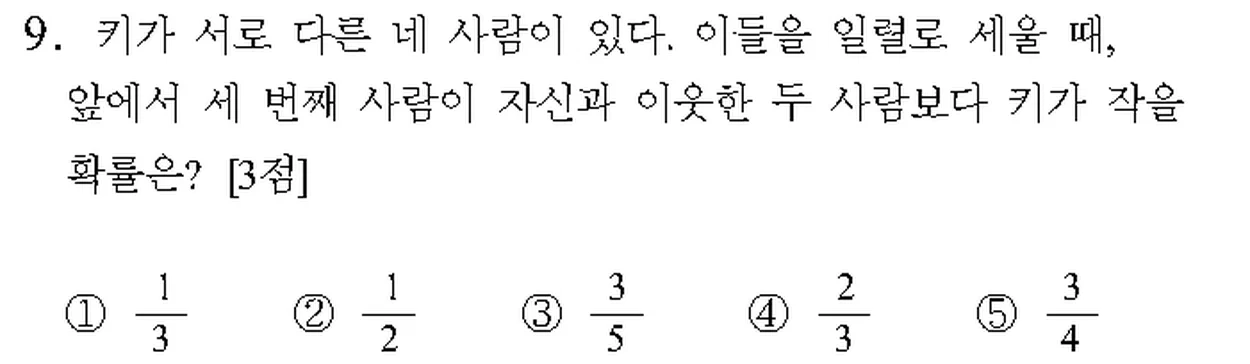 9. 키가 서로 다른 네 사람이 있다. 이들을 일렬로 세울 때,
앞에서 세 번째 사람이 자신과 이웃한 두 사람보다 키가 작을
확률은? [3점]
① 1/3 ② 1/2 ③ 3/5 ④ 2/3 ⑤ 3/4